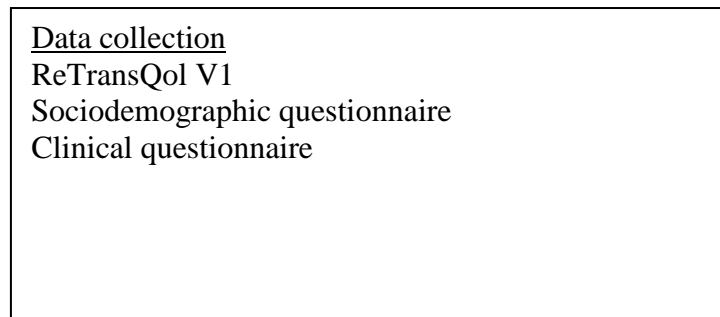 Data collection
ReTransQol V1
Sociodemographic questionnaire
Clinical questionnaire